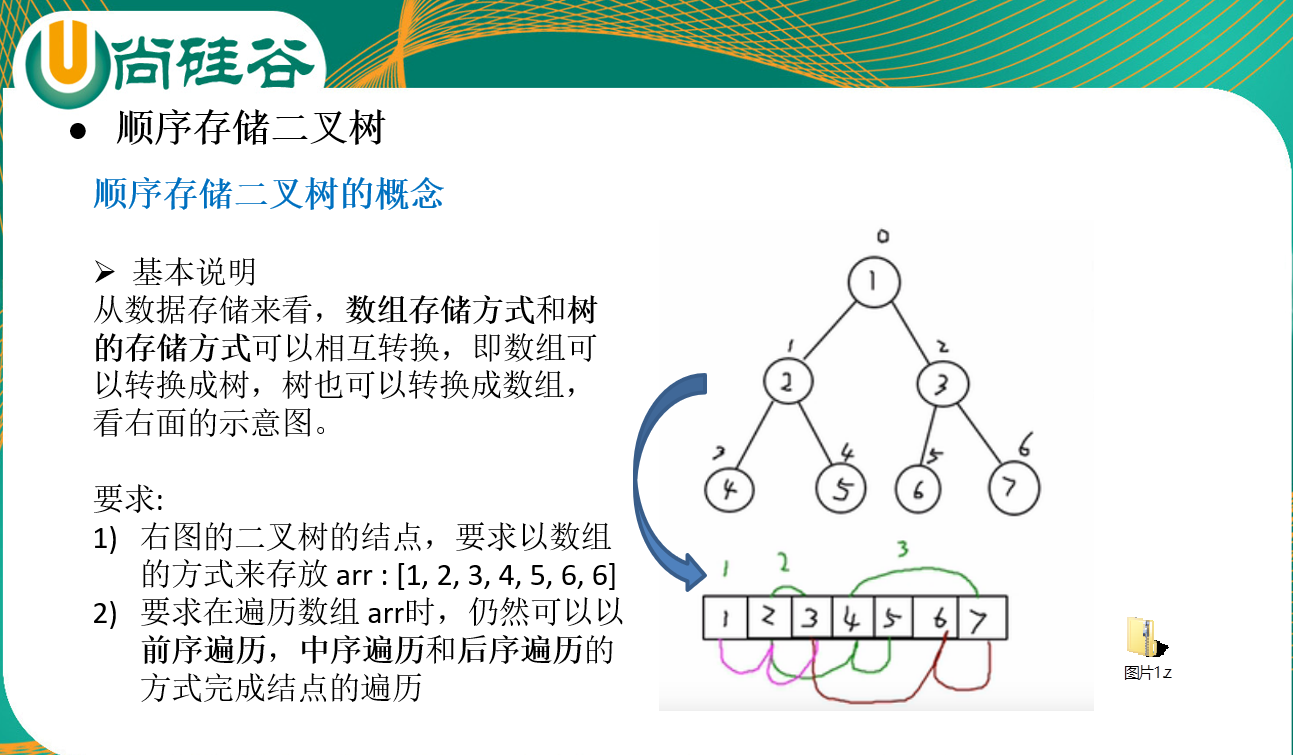 尚硅谷
● 顺序存储二叉树
顺序存储二叉树的概念
➢ 基本说明
从数据存储来看，数组存储方式和树
的存储方式可以相互转换，即数组可
以转换成树，树也可以转换成数组，
看右面的示意图。
要求:
1) 右图的二叉树的结点，要求以数组
的方式来存放 arr : [1, 2, 3, 4, 5, 6, 6]
2) 要求在遍历数组 arr时，仍然可以以
前序遍历，中序遍历和后序遍历的
方式完成结点的遍历
0
1
1 2
2 3
3 4 5 6
4 5 6 7
1 2 3
1 2 3 4 5 6 7
图片1.z